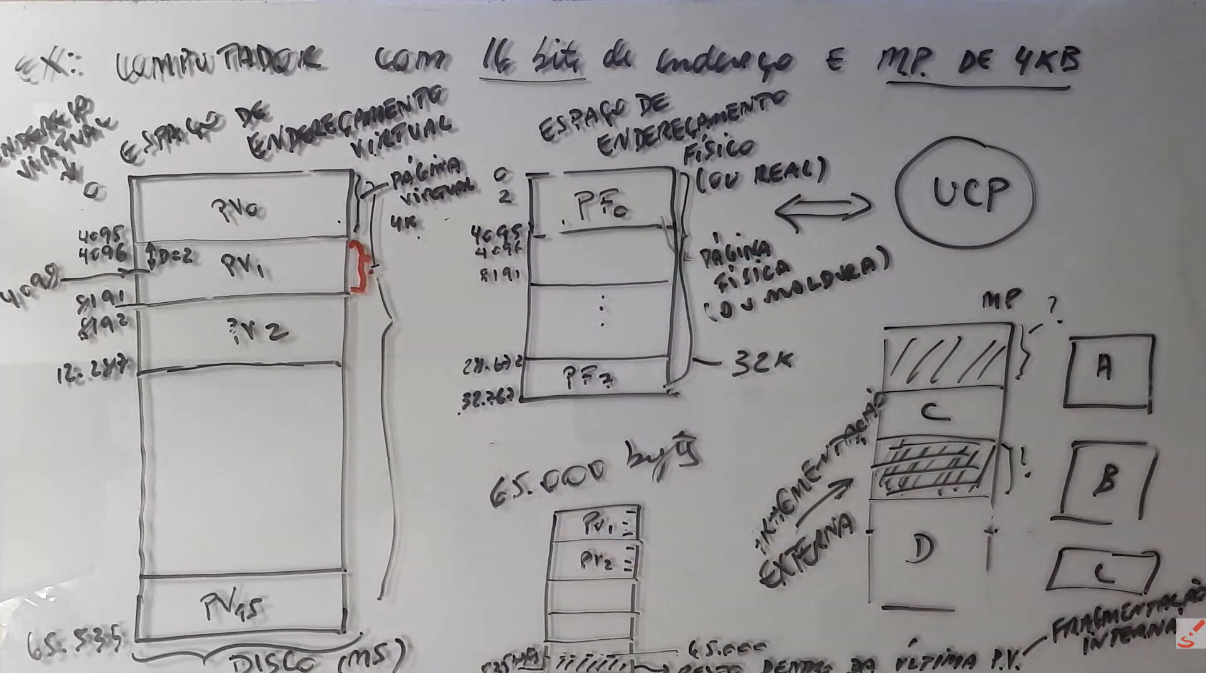 EX.: COMPUTADOR COM 16 bits de endereço E MP. DE 4KB
ENDEREÇO
VIRTUAL
ESPAÇO DE
ENDEREÇAMENTO
VIRTUAL
0
PV0
PÁGINA
VIRTUAL
4K
4095
4096
D=2
4098
PV1
8191
8192
PV2
12.287
PV15
65.535
DISCO (MS)
ESPAÇO DE
ENDEREÇAMENTO
FÍSICO
(OU REAL)
0
2
PF0
4095
4096
8191
PÁGINA
FÍSICA
(OU MOLDURA)
28.672
PF7
32.767
32K
UCP
65.000 bytes
PV1
PV2
65.000
RESTO DENTRO DA ÚLTIMA P.V.
FRAGMENTAÇÃO
INTERNA
MP
?
C
?
D
FRAGMENTAÇÃO
EXTERNA
A
B
C
S